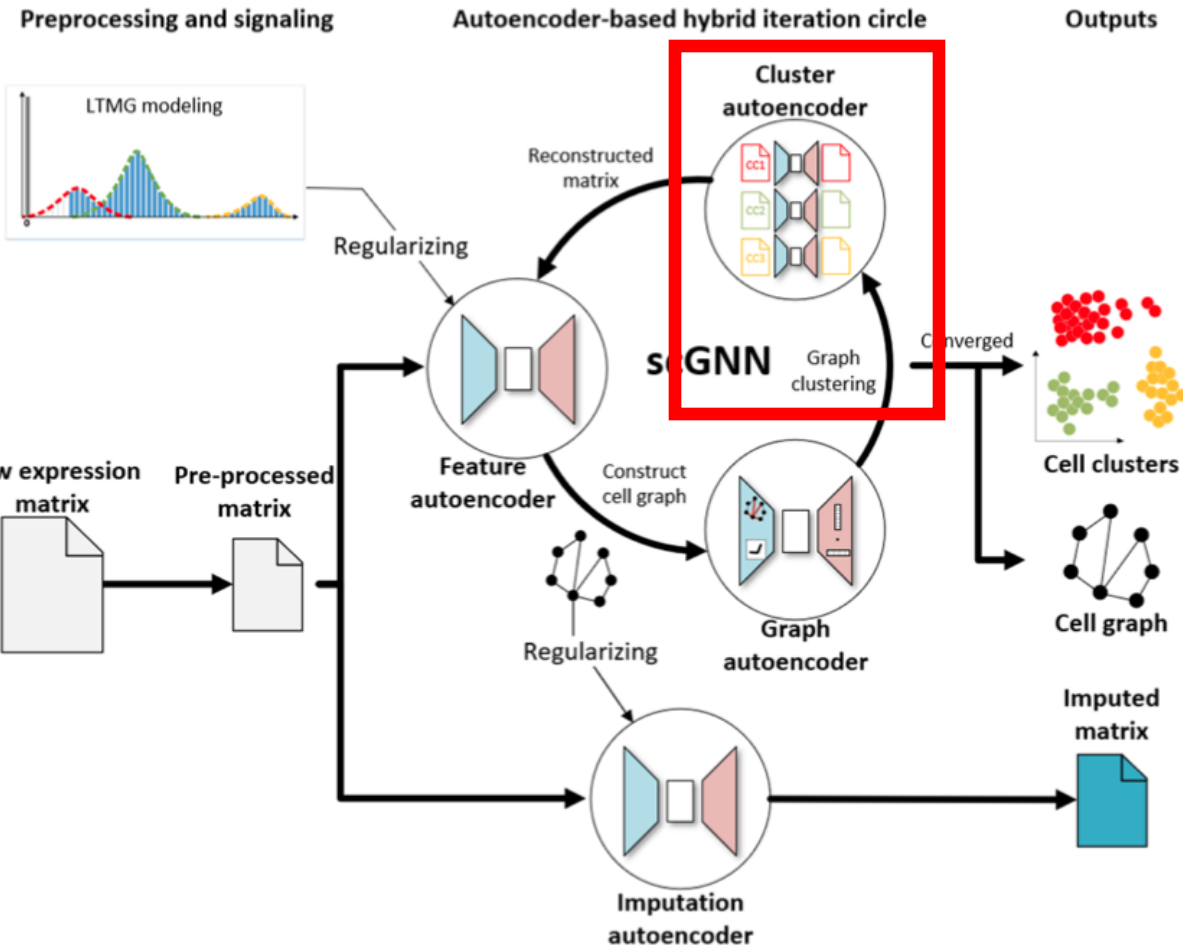 Preprocessing and signaling
Autoencoder-based hybrid iteration circle
Outputs
LTMG modeling
0
Regularizing
Cluster
autoencoder
CC1
CC2
CC3
Reconstructed
matrix
scGNN
Graph
clustering
Converged
Feature
autoencoder
Construct
cell graph
w expression
matrix
Pre-processed
matrix
Cell clusters
Graph
autoencoder
Cell graph
Regularizing
Imputed
matrix
Imputation
autoencoder